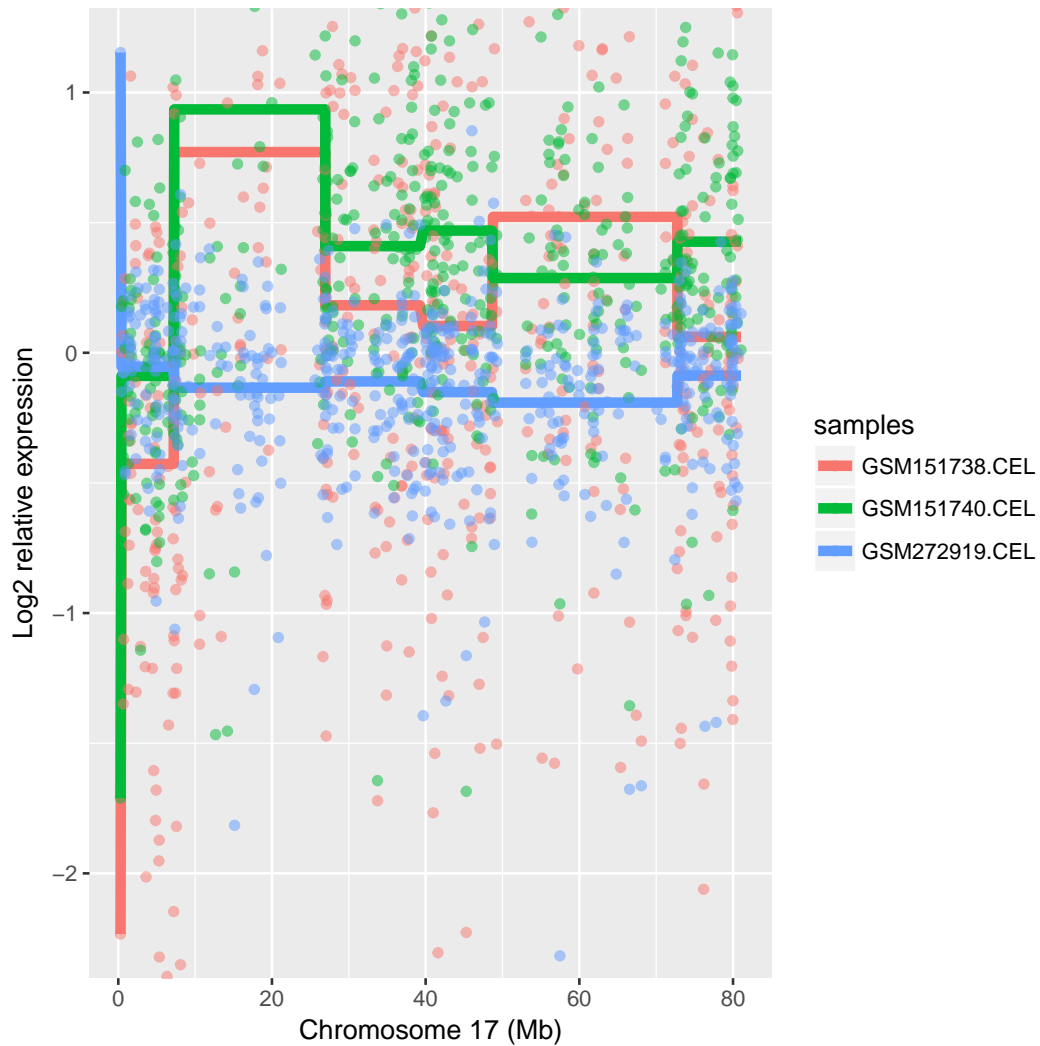 1
0
−1
−2
Log2 relative expression
0
20
40
60
80
Chromosome 17 (Mb)
samples
GSM151738.CEL
GSM151740.CEL
GSM272919.CEL